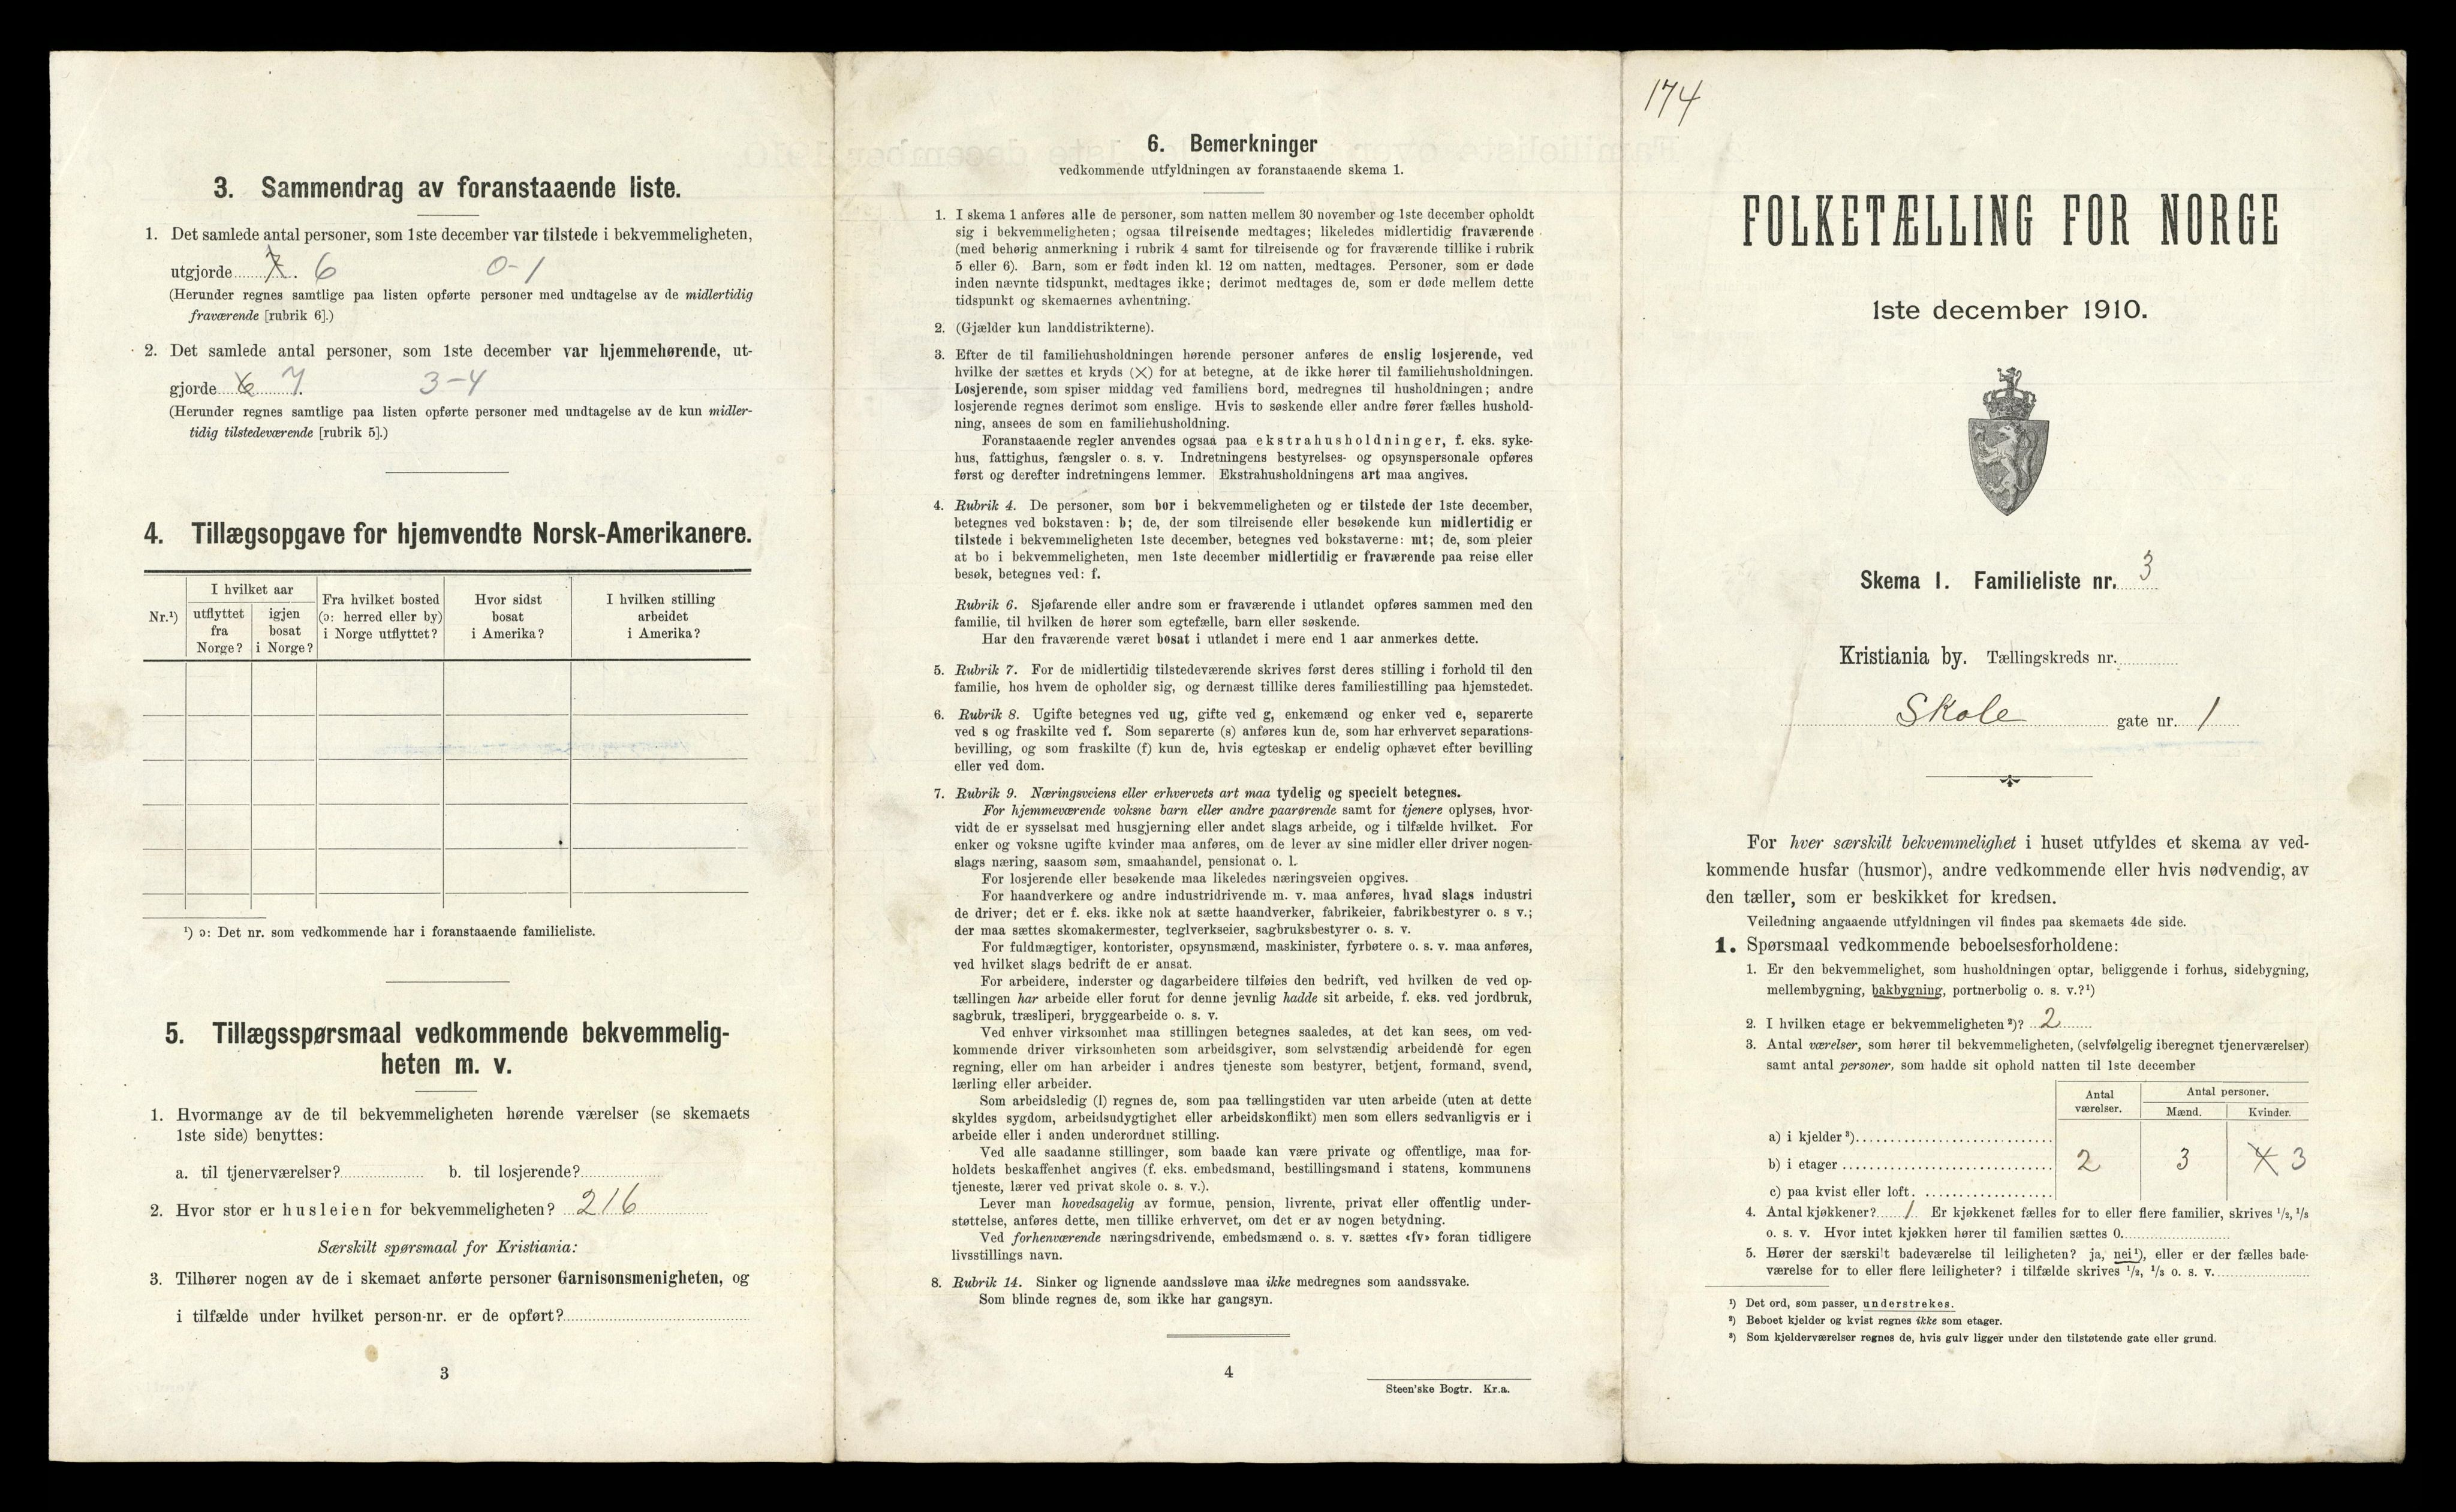 3. Sammendrag av foranstaaende liste.
1. Det samlede antal personer, som 1ste december var tilstede i bekvemmeligheten,
utgjorde 7. 6 0-1
(Herunder regnes samtlige paa listen opførte personer med undtagelse av de midlertidig
fraværende [rubrik 6].)
2. Det samlede antal personer, som 1ste december var hjemmehørende, ut-
gjorde 6 7. 3-4
(Herunder regnes samtlige paa listen opførte personer med undtagelse av de kun midler-
tidig tilstedeværende [rubrik 5].)
4. Tillægsopgave for hjemvendte Norsk-Amerikanere.
Nr.¹)
I hvilket aar
utflyttet fra Norge?
igjen bosat i Norge?
Fra hvilket bosted (ɔ: herred eller by) i Norge utflyttet?
Hvor sidst bosat i Amerika?
I hvilken stilling arbeidet i Amerika?
¹) ɔ: Det nr. som vedkommende har i foranstaaende familieliste.
5. Tillægsspørsmaal vedkommende bekvemmelig-
heten m. v.
1. Hvormange av de til bekvemmeligheten hørende værelser (se skemaets
1ste side) benyttes:
a. til tjenerværelser? b. til losjerende?
2. Hvor stor er husleien for bekvemmeligheten? 216
Særskilt spørsmaal for Kristiania:
3. Tilhører nogen av de i skemaet anførte personer Garnisonsmenigheten, og
i tilfælde under hvilket person-nr. er de opført?
3
6. Bemerkninger
vedkommende utfyldningen av foranstaaende skema 1.
1. I skema 1 anføres alle de personer, som natten mellem 30 november og 1ste december opholdt
sig i bekvemmeligheten; ogsaa tilreisende medtages; likeledes midlertidig fraværende
(med behørig anmerkning i rubrik 4 samt for tilreisende og for fraværende tillike i rubrik
5 eller 6). Barn, som er født inden kl. 12 om natten, medtages. Personer, som er døde
inden nævnte tidspunkt, medtages ikke; derimot medtages de, som er døde mellem dette
tidspunkt og skemaernes avhentning.
2. (Gjælder kun landdistrikterne).
3. Efter de til familiehusholdningen hørende personer anføres de enslig losjerende, ved
hvilke der sættes et kryds (×) for at betegne, at de ikke hører til familiehusholdningen.
Losjerende, som spiser middag ved familiens bord, medregnes til husholdningen; andre
losjerende regnes derimot som enslige. Hvis to søskende eller andre fører fælles hushold-
ning, ansees de som en familiehusholdning.
Foranstaaende regler anvendes ogsaa paa ekstrahusholdninger, f. eks. syke-
hus, fattighus, fængsler o. s. v. Indretningens bestyrelses- og opsynspersonale opføres
først og derefter indretningens lemmer. Ekstrahusholdningens art maa angives.
4. Rubrik 4. De personer, som bor i bekvemmeligheten og er tilstede der 1ste december,
betegnes ved bokstaven: b; de, der som tilreisende eller besøkende kun midlertidig er
tilstede i bekvemmeligheten 1ste december, betegnes ved bokstaverne: mt; de, som pleier
at bo i bekvemmeligheten, men 1ste december midlertidig er fraværende paa reise eller
besøk, betegnes ved: f.
Rubrik 6. Sjøfarende eller andre som er fraværende i utlandet opføres sammen med den
familie, til hvilken de hører som egtefælle, barn eller søskende.
Har den fraværende været bosat i utlandet i mere end 1 aar anmerkes dette.
5. Rubrik 7. For de midlertidig tilstedeværende skrives først deres stilling i forhold til den
familie, hos hvem de opholder sig, og dernæst tillike deres familiestilling paa hjemstedet.
6. Rubrik 8. Ugifte betegnes ved ug, gifte ved g, enkemænd og enker ved e, separerte
ved s og fraskilte ved f. Som separerte (s) anføres kun de, som har erhvervet separations-
bevilling, og som fraskilte (f) kun de, hvis egteskap er endelig ophævet efter bevilling
eller ved dom.
7. Rubrik 9. Næringsveiens eller erhvervets art maa tydelig og specielt betegnes.
For hjemmeværende voksne barn eller andre paarørende samt for tjenere oplyses, hvor-
vidt de er sysselsat med husgjerning eller andet slags arbeide, og i tilfælde hvilket. For
enker og voksne ugifte kvinder maa anføres, om de lever av sine midler eller driver nogen-
slags næring, saasom søm, smaahandel, pensionat o. l.
For losjerende eller besøkende maa likeledes næringsveien opgives.
For haandverkere og andre industridrivende m. v. maa anføres, hvad slags industri
de driver; det er f. eks. ikke nok at sætte haandverker, fabrikeier, fabrikbestyrer o. s v.;
der maa sættes skomakermester, teglverkseier, sagbruksbestyrer o. s. v.
For fuldmægtiger, kontorister, opsynsmænd, maskinister, fyrbøtere o. s. v. maa anføres,
ved hvilket slags bedrift de er ansat.
For arbeidere, inderster og dagarbeidere tilføies den bedrift, ved hvilken de ved op-
tællingen har arbeide eller forut for denne jevnlig hadde sit arbeide, f. eks. ved jordbruk,
sagbruk, træsliperi, bryggearbeide o. s. v.
Ved enhver virksomhet maa stillingen betegnes saaledes, at det kan sees, om ved-
kommende driver virksomheten som arbeidsgiver, som selvstændig arbeidende for egen
regning, eller om han arbeider i andres tjeneste som bestyrer, betjent, formand, svend,
lærling eller arbeider.
Som arbeidsledig (l) regnes de, som paa tællingstiden var uten arbeide (uten at dette
skyldes sygdom, arbeidsudygtighet eller arbeidskonflikt) men som ellers sedvanligvis er i
arbeide eller i anden underordnet stilling.
Ved alle saadanne stillinger, som baade kan være private og offentlige, maa for-
holdets beskaffenhet angives (f. eks. embedsmand, bestillingsmand i statens, kommunens
tjeneste, lærer ved privat skole o. s. v.).
Lever man hovedsagelig av formue, pension, livrente, privat eller offentlig under-
støttelse, anføres dette, men tillike erhvervet, om det er av nogen betydning.
Ved forhenværende næringsdrivende, embedsmænd o. s. v. sættes «fv» foran tidligere
livsstillings navn.
8. Rubrik 14. Sinker og lignende aandssløve maa ikke medregnes som aandssvake.
Som blinde regnes de, som ikke har gangsyn.
4
Steen'ske Bogtr. Kr.a.
174
FOLKETÆLLING FOR NORGE
1ste december 1910.
Skema 1. Familieliste nr. 3
Kristiania by. Tællingskreds nr.
Skole gate nr. 1
For hver særskilt bekvemmelighet i huset utfyldes et skema av ved-
kommende husfar (husmor), andre vedkommende eller hvis nødvendig, av
den tæller, som er beskikket for kredsen.
Veiledning angaaende utfyldningen vil findes paa skemaets 4de side.
1. Spørsmaal vedkommende beboelsesforholdene:
1. Er den bekvemmelighet, som husholdningen optar, beliggende i forhus, sidebygning,
mellembygning, bakbygning, portnerbolig o. s. v.?¹)
2. I hvilken etage er bekvemmeligheten²)? 2
3. Antal værelser, som hører til bekvemmeligheten, (selvfølgelig iberegnet tjenerværelser)
samt antal personer, som hadde sit ophold natten til 1ste december
Antal værelser. Antal personer.
Mænd. Kvinder.
a) i kjelder³)
b) i etager 2 3 4 3
c) paa kvist eller loft.
4. Antal kjøkkener? 1 Er kjøkkenet fælles for to eller flere familier, skrives 1/2, 1/3
o. s. v. Hvor intet kjøkken hører til familien sættes 0.
5. Hører der særskilt badeværelse til leiligheten? ja, nei¹), eller er der fælles bade-
værelse for to eller flere leiligheter? i tilfælde skrives 1/2, 1/3 o. s. v.
¹) Det ord, som passer, understrekes.
²) Beboet kjelder og kvist regnes ikke som etager.
³) Som kjelderværelser regnes de, hvis gulv ligger under den tilstøtende gate eller grund.